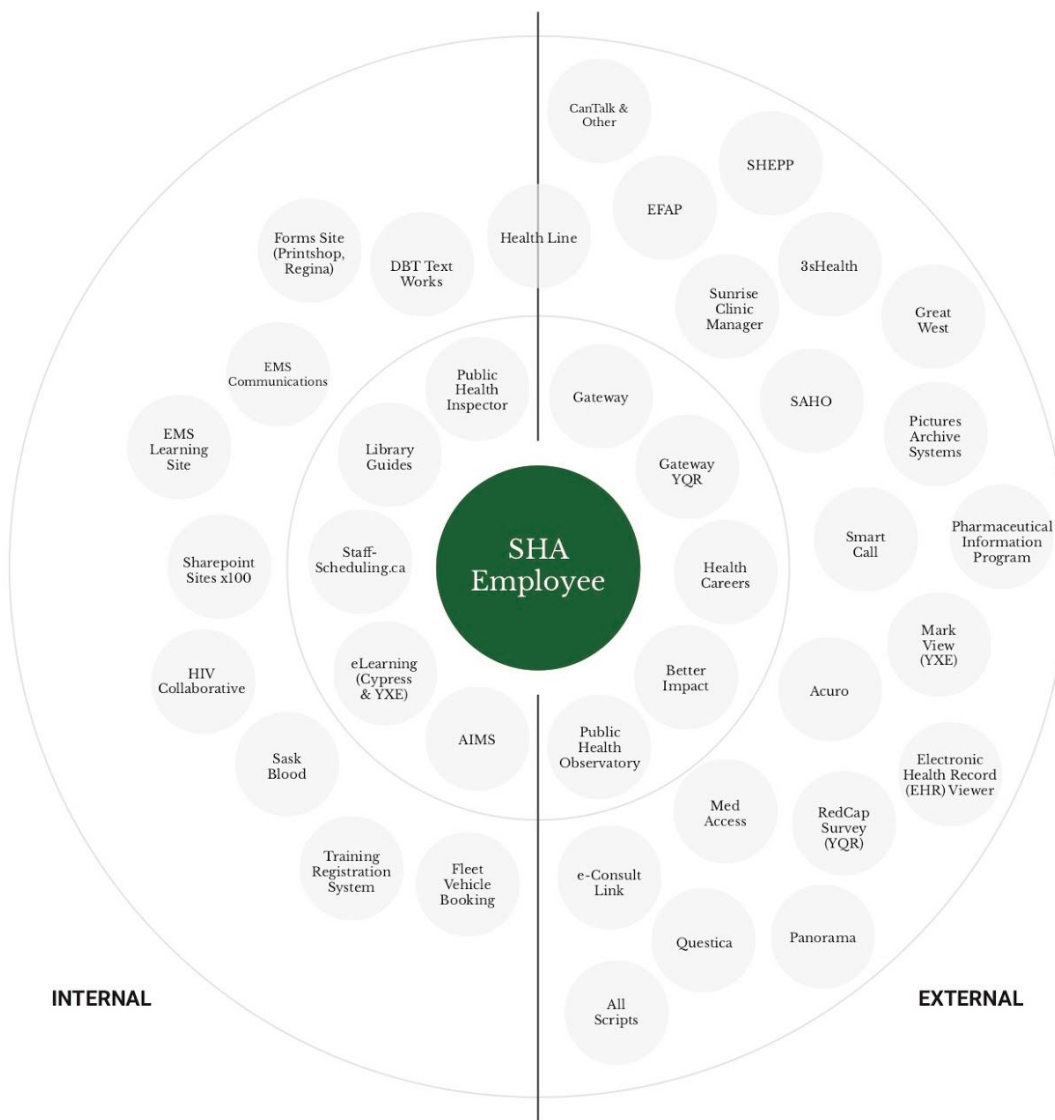 CanTalk &
Other
SHEPP
EFAP
Health Line
Forms Site
(Printshop,
Regina)
DBT Text
Works
3sHealth
Sunrise
Clinic
Manager
Great
West
EMS
Communications
Public
Health
Inspector
Gateway
SAHO
EMS
Learning
Site
Library
Guides
Gateway
YQR
Pictures
Archive
Systems
Sharepoint
Sites x100
Staff-
Scheduling.ca
SHA
Employee
Health
Careers
Smart
Call
Pharmaceutical
Information
Program
HIV
Collaborative
eLearning
(Cypress
& YXE)
Better
Impact
Acuro
Mark
View
(YXE)
Sask
Blood
AIMS
Public
Health
Observatory
Med
Access
RedCap
Survey
(YQR)
Electronic
Health Record
(EHR) Viewer
Training
Registration
System
Fleet
Vehicle
Booking
e-Consult
Link
Questica
Panorama
INTERNAL
EXTERNAL
All
Scripts